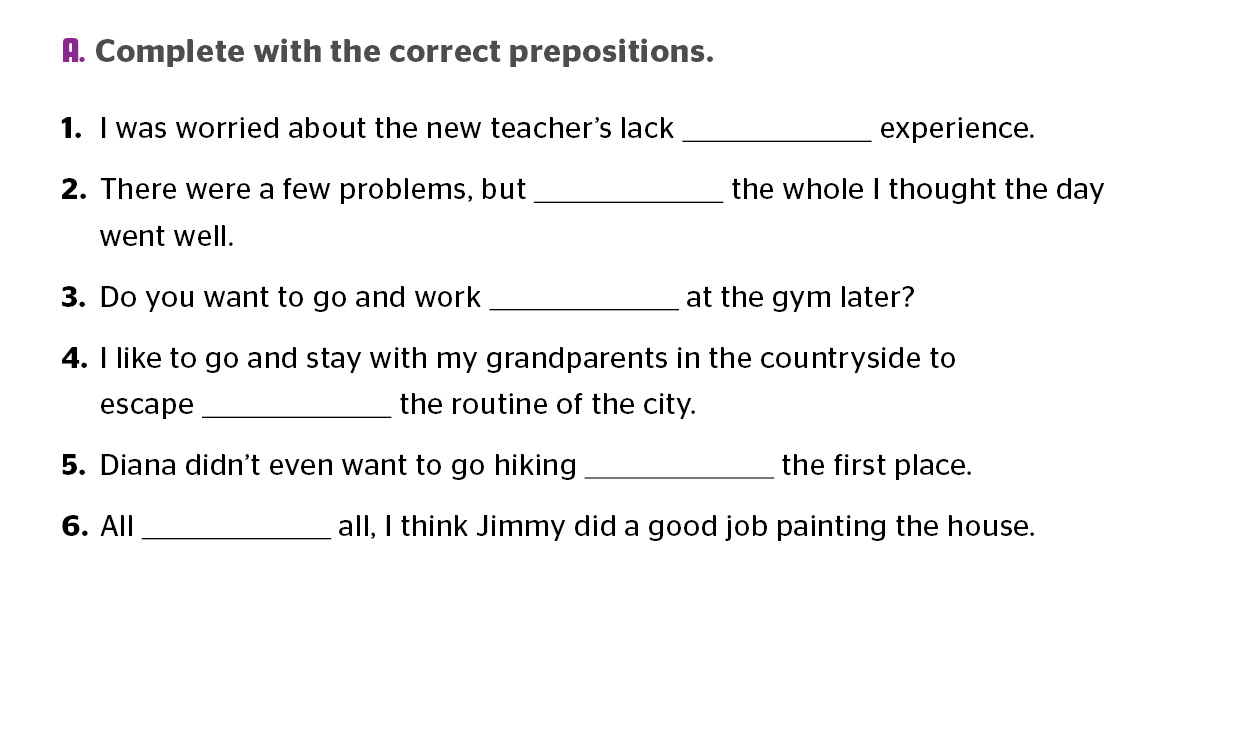 A. Complete with the correct prepositions.
1. I was worried about the new teacher’s lack _____________ experience.
2. There were a few problems, but _____________ the whole I thought the day
went well.
3. Do you want to go and work _____________ at the gym later?
4. I like to go and stay with my grandparents in the countryside to
escape _____________ the routine of the city.
5. Diana didn’t even want to go hiking _____________ the first place.
6. All _____________ all, I think Jimmy did a good job painting the house.